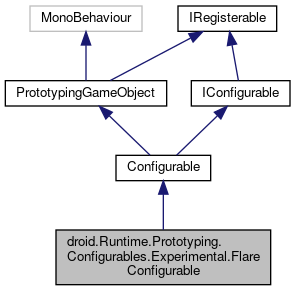 MonoBehaviour
IRegisterable
PrototypingGameObject
IConfigurable
Configurable
droid.Runtime.Prototyping.
Configurables.Experimental.Flare
Configurable